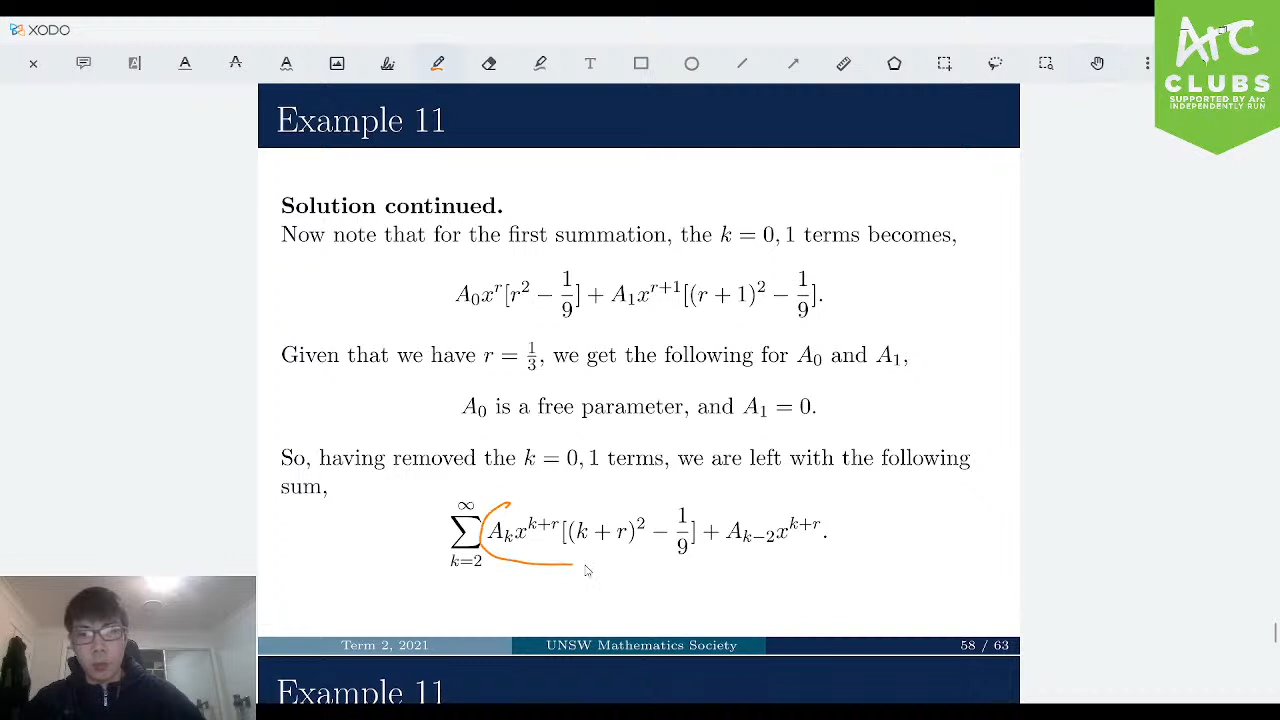 XODO
ArC
CLUBS
SUPPORTED BY Arc
INDEPENDENTLY RUN
Example 11
Solution continued.
Now note that for the first summation, the k = 0, 1 terms becomes,
A₀xʳ[r² − 1/9] + A₁xʳ⁺¹[(r + 1)² − 1/9].
Given that we have r = 1/3, we get the following for A₀ and A₁,
A₀ is a free parameter, and A₁ = 0.
So, having removed the k = 0, 1 terms, we are left with the following
sum,
∑_{k=2}^{∞} A_k x^{k+r}[(k + r)² − 1/9] + A_{k−2}x^{k+r}.
Term 2, 2021 UNSW Mathematics Society 58 / 63
Example 11